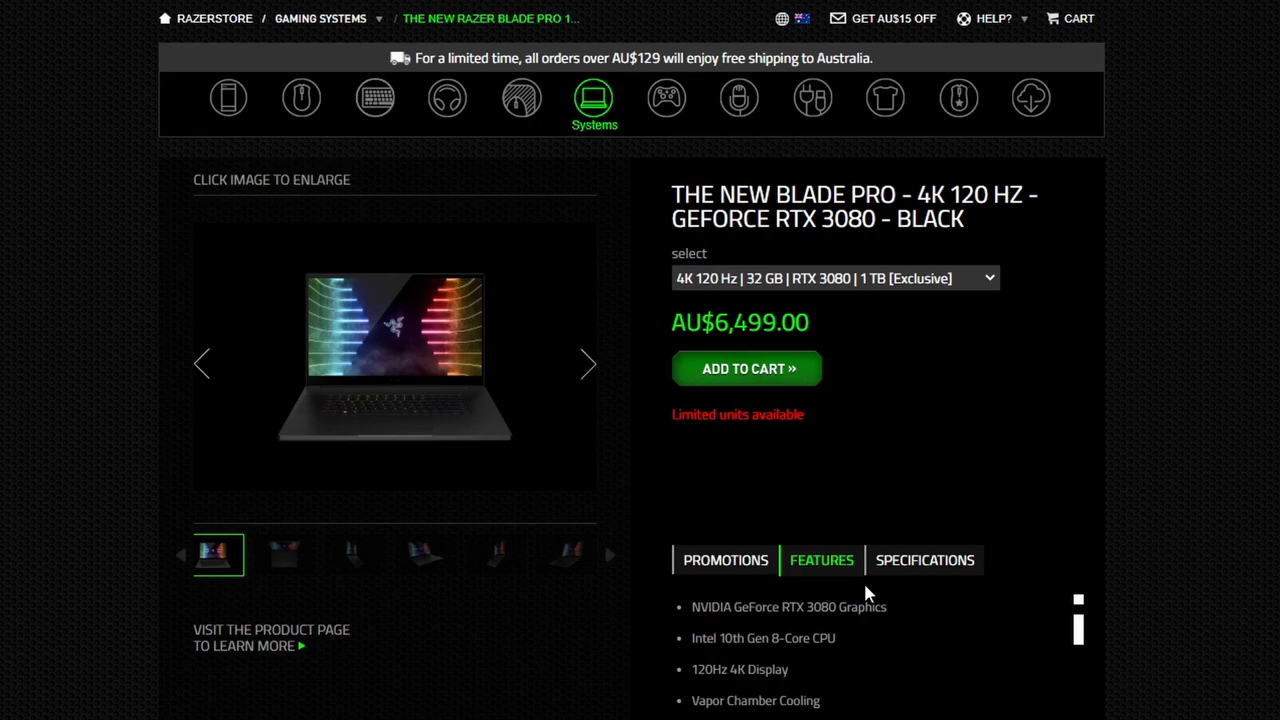 RAZERSTORE / GAMING SYSTEMS / THE NEW RAZER BLADE PRO 1... GET AU$15 OFF HELP? CART
For a limited time, all orders over AU$129 will enjoy free shipping to Australia.
Systems
CLICK IMAGE TO ENLARGE
THE NEW BLADE PRO - 4K 120 HZ -
GEFORCE RTX 3080 - BLACK
select
4K 120 Hz | 32 GB | RTX 3080 | 1 TB [Exclusive]
AU$6,499.00
ADD TO CART »
Limited units available
PROMOTIONS FEATURES SPECIFICATIONS
• NVIDIA GeForce RTX 3080 Graphics
• Intel 10th Gen 8-Core CPU
• 120Hz 4K Display
• Vapor Chamber Cooling
VISIT THE PRODUCT PAGE
TO LEARN MORE